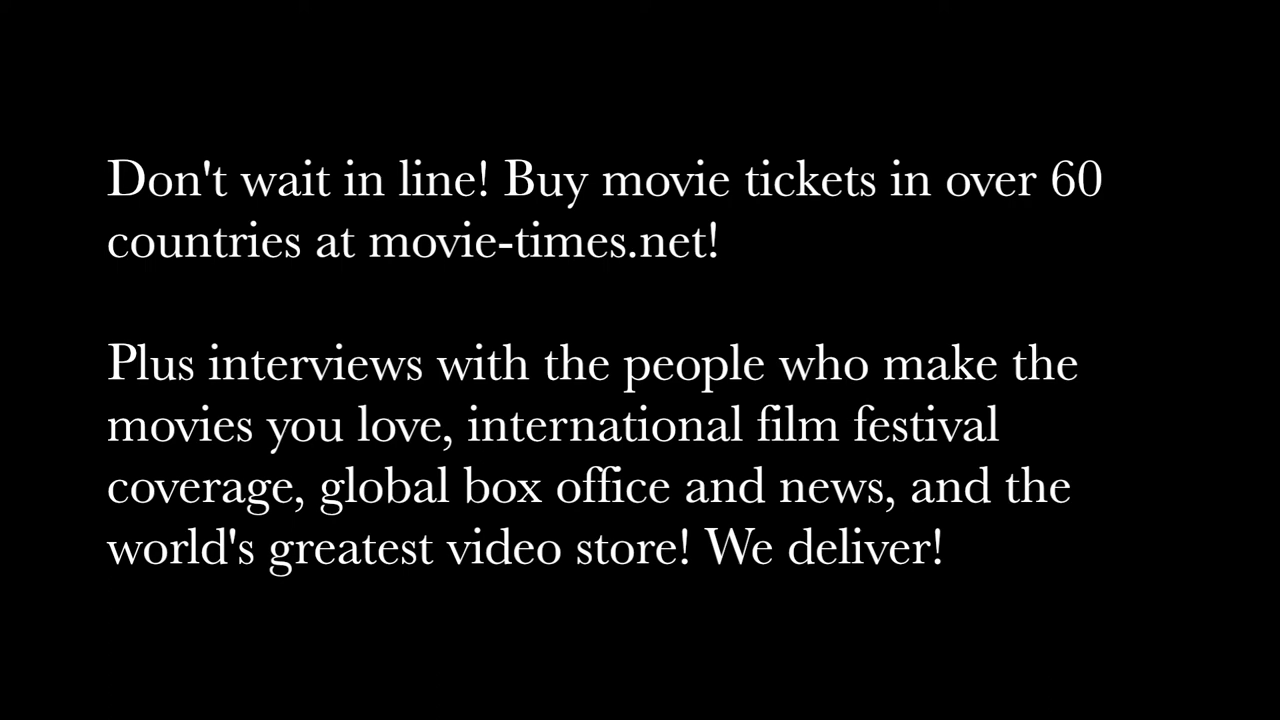 Don't wait in line! Buy movie tickets in over 60
countries at movie-times.net!
Plus interviews with the people who make the
movies you love, international film festival
coverage, global box office and news, and the
world's greatest video store! We deliver!